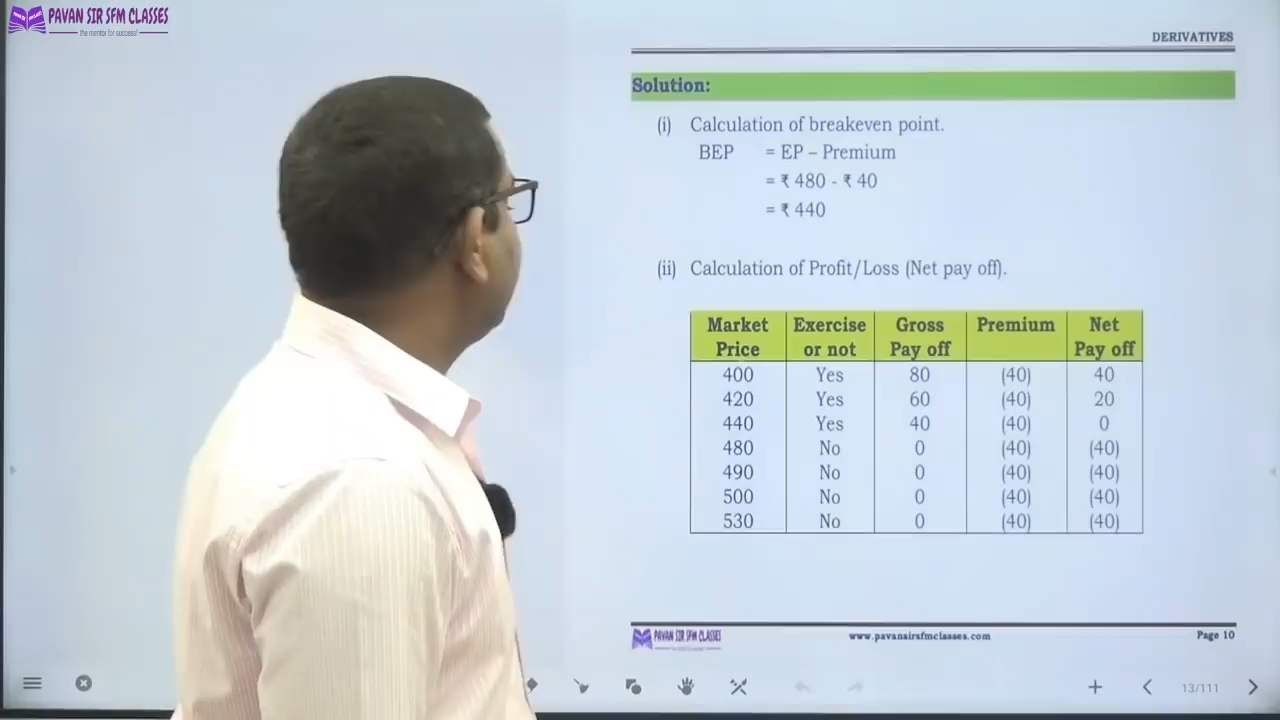 PAVAN SIR SFM CLASSES
the mentor for success!
DERIVATIVES
Solution:
(i) Calculation of breakeven point.
BEP = EP – Premium
= ₹ 480 - ₹ 40
= ₹ 440
(ii) Calculation of Profit/Loss (Net pay off).
Market Price Exercise or not Gross Pay off Premium Net Pay off
400 Yes 80 (40) 40
420 Yes 60 (40) 20
440 Yes 40 (40) 0
480 No 0 (40) (40)
490 No 0 (40) (40)
500 No 0 (40) (40)
530 No 0 (40) (40)
PAVAN SIR SFM CLASSES
www.pavansirsfmclasses.com
Page 10
13/111